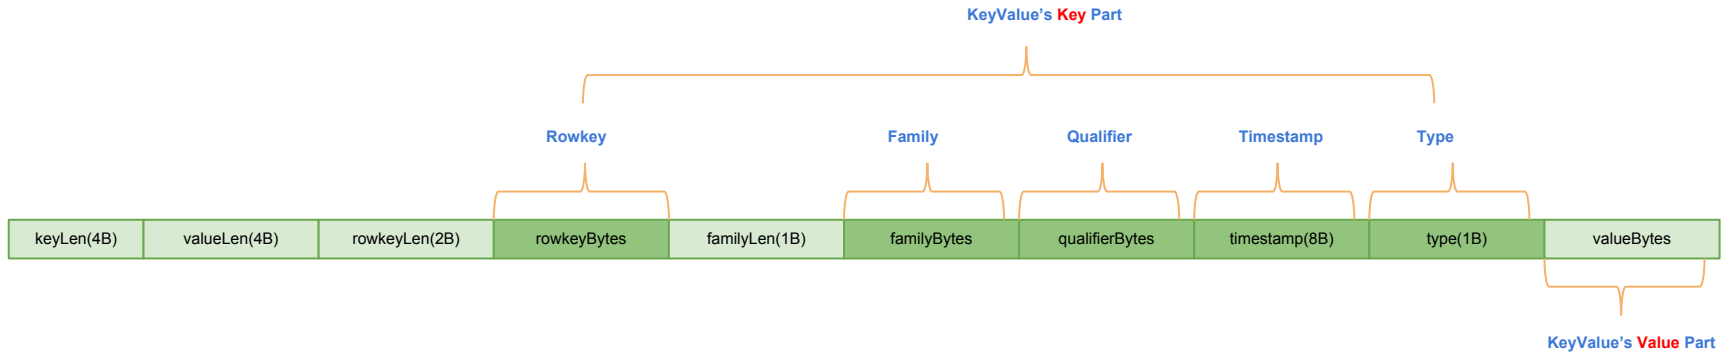 KeyValue's Key Part
Rowkey Family Qualifier Timestamp Type
keyLen(4B) valueLen(4B) rowkeyLen(2B) rowkeyBytes familyLen(1B) familyBytes qualifierBytes timestamp(8B) type(1B) valueBytes
KeyValue's Value Part